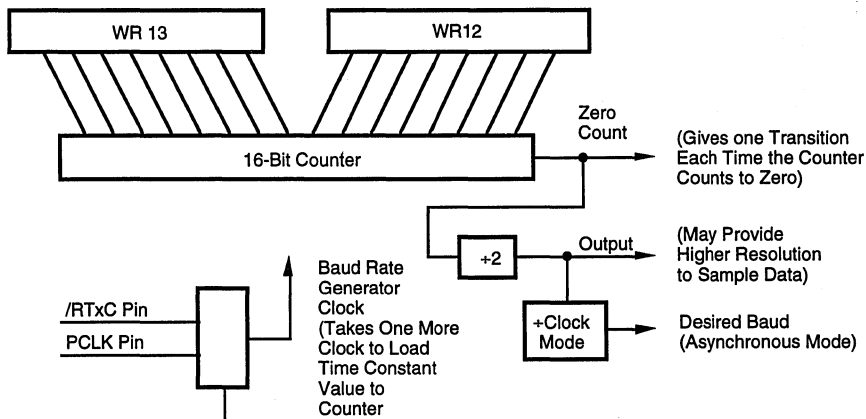 WR 13
WR12
16-Bit Counter
Zero
Count
(Gives one Transition
Each Time the Counter
Counts to Zero)
÷2
Output
(May Provide
Higher Resolution
to Sample Data)
÷Clock
Mode
Desired Baud
(Asynchronous Mode)
/RTxC Pin
PCLK Pin
Baud Rate
Generator
Clock
(Takes One More
Clock to Load
Time Constant
Value to
Counter